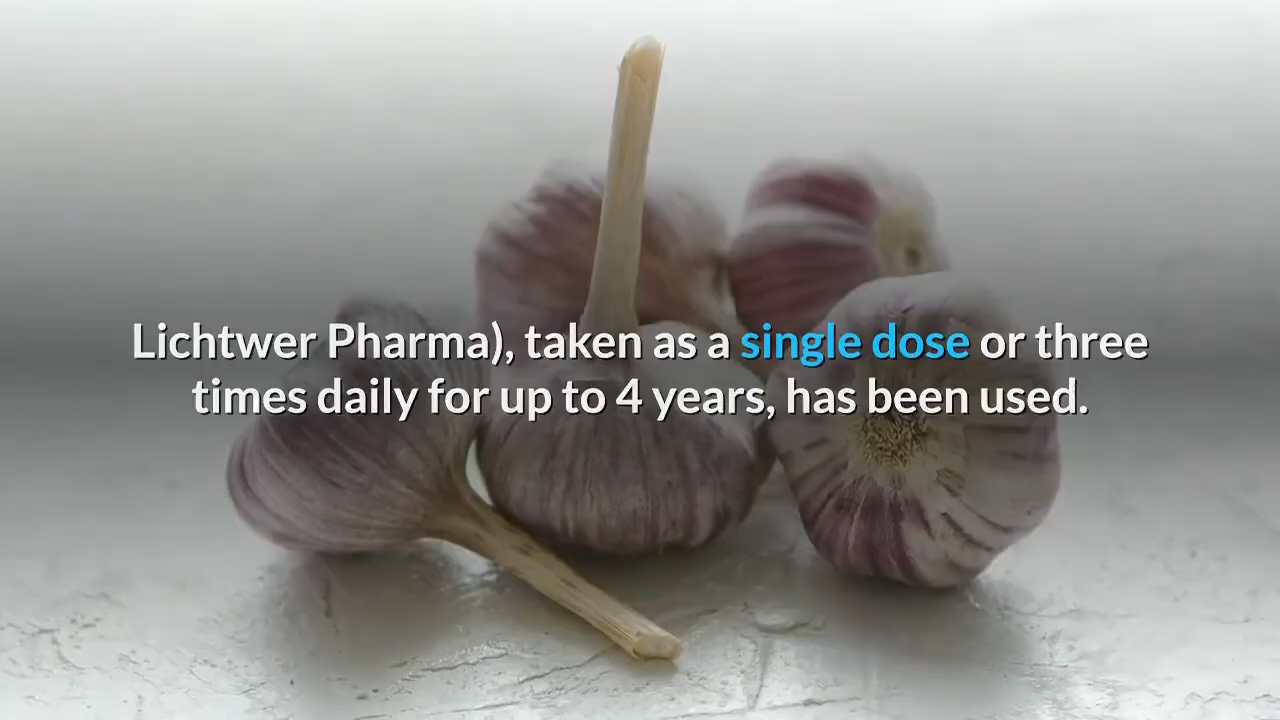 Lichtwer Pharma), taken as a single dose or three
times daily for up to 4 years, has been used.